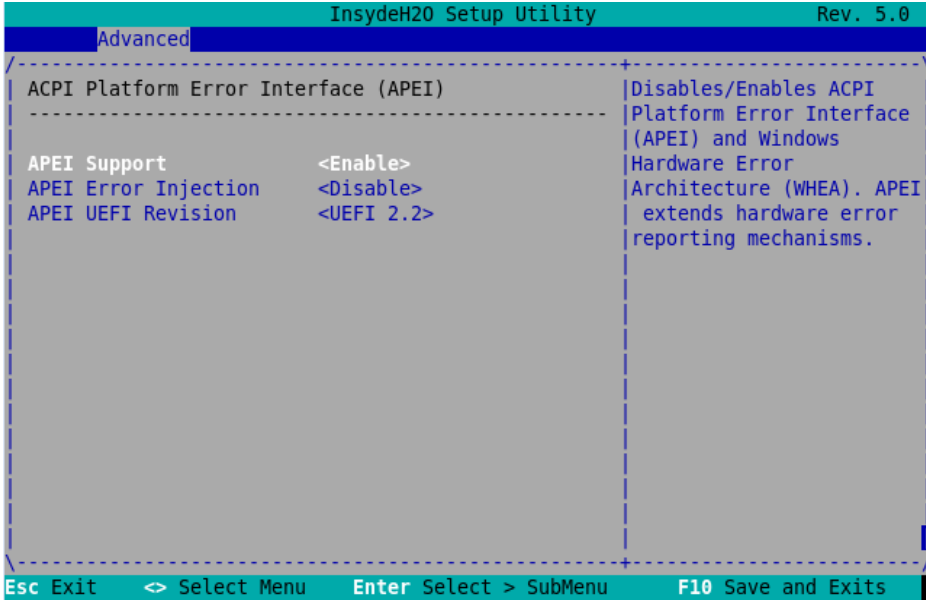 InsydeH2O Setup Utility Rev. 5.0
Advanced
ACPI Platform Error Interface (APEI)
APEI Support <Enable>
APEI Error Injection <Disable>
APEI UEFI Revision <UEFI 2.2>
Disables/Enables ACPI
Platform Error Interface
(APEI) and Windows
Hardware Error
Architecture (WHEA). APEI
extends hardware error
reporting mechanisms.
Esc Exit <> Select Menu Enter Select > SubMenu F10 Save and Exits